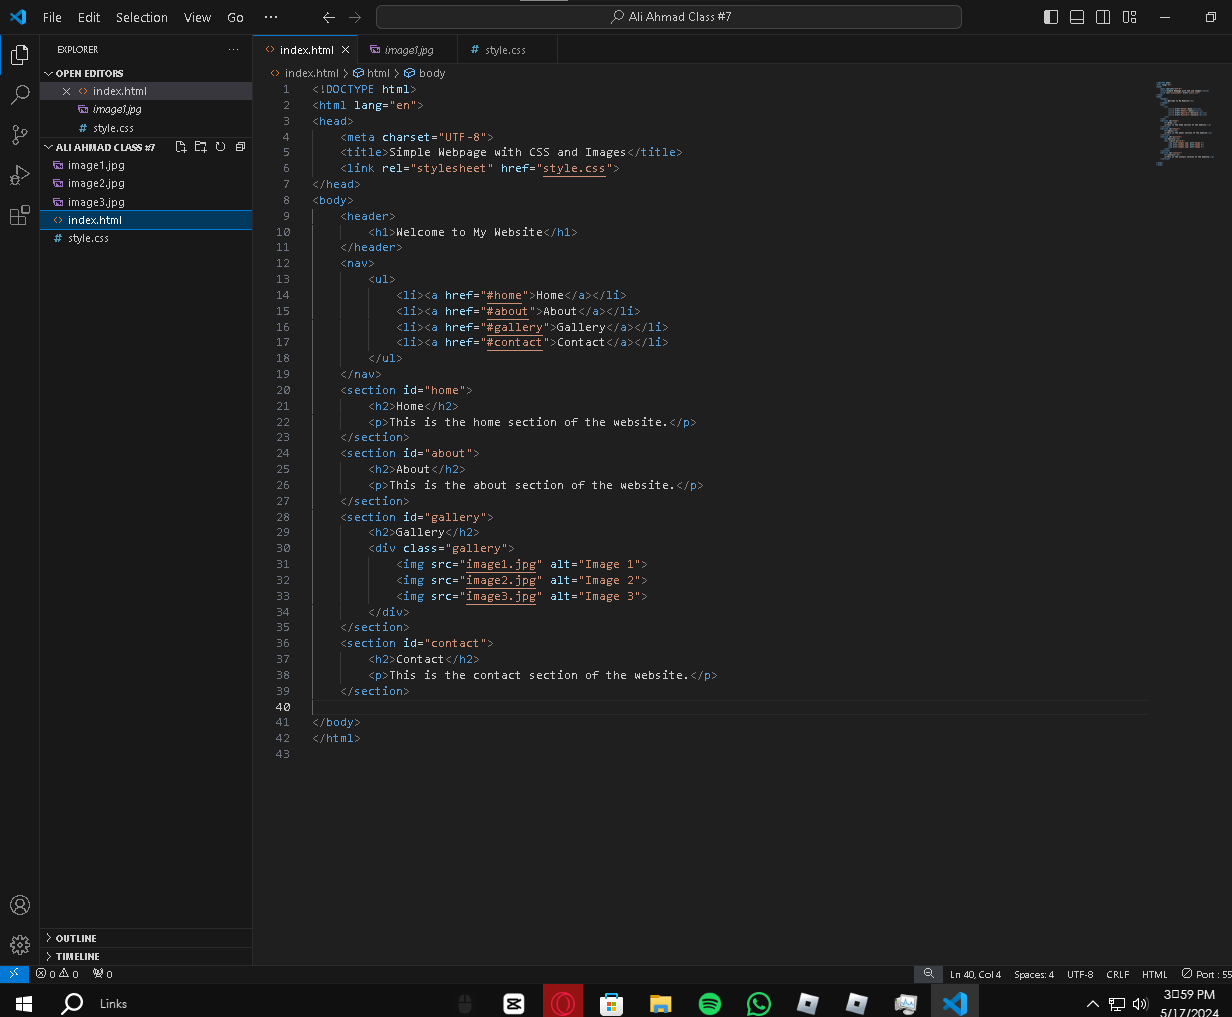 File Edit Selection View Go ··· Ali Ahmad Class #7
EXPLORER ···
OPEN EDITORS
index.html
image1.jpg
style.css
ALI AHMAD CLASS #7
image1.jpg
image2.jpg
image3.jpg
index.html
style.css
OUTLINE
TIMELINE
index.html image1.jpg # style.css
index.html > html > body
1 <!DOCTYPE html>
2 <html lang="en">
3 <head>
4 <meta charset="UTF-8">
5 <title>Simple Webpage with CSS and Images</title>
6 <link rel="stylesheet" href="style.css">
7 </head>
8 <body>
9 <header>
10 <h1>Welcome to My Website</h1>
11 </header>
12 <nav>
13 <ul>
14 <li><a href="#home">Home</a></li>
15 <li><a href="#about">About</a></li>
16 <li><a href="#gallery">Gallery</a></li>
17 <li><a href="#contact">Contact</a></li>
18 </ul>
19 </nav>
20 <section id="home">
21 <h2>Home</h2>
22 <p>This is the home section of the website.</p>
23 </section>
24 <section id="about">
25 <h2>About</h2>
26 <p>This is the about section of the website.</p>
27 </section>
28 <section id="gallery">
29 <h2>Gallery</h2>
30 <div class="gallery">
31 <img src="image1.jpg" alt="Image 1">
32 <img src="image2.jpg" alt="Image 2">
33 <img src="image3.jpg" alt="Image 3">
34 </div>
35 </section>
36 <section id="contact">
37 <h2>Contact</h2>
38 <p>This is the contact section of the website.</p>
39 </section>
40
41 </body>
42 </html>
43
0 0 0 Ln 40, Col 4 Spaces: 4 UTF-8 CRLF HTML Port : 55
Links 3:59 PM
5/17/2024